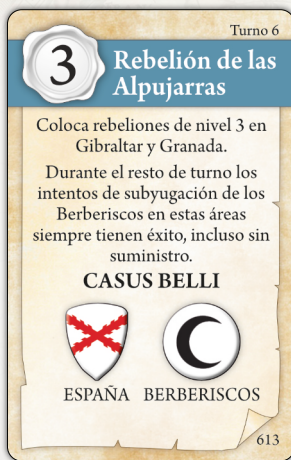 Turno 6
3
Rebelión de las
Alpujarras
Coloca rebeliones de nivel 3 en
Gibraltar y Granada.
Durante el resto de turno los
intentos de subyugación de los
Berberiscos en estas áreas
siempre tienen éxito, incluso sin
suministro.
CASUS BELLI
ESPAÑA BERBERISCOS
613